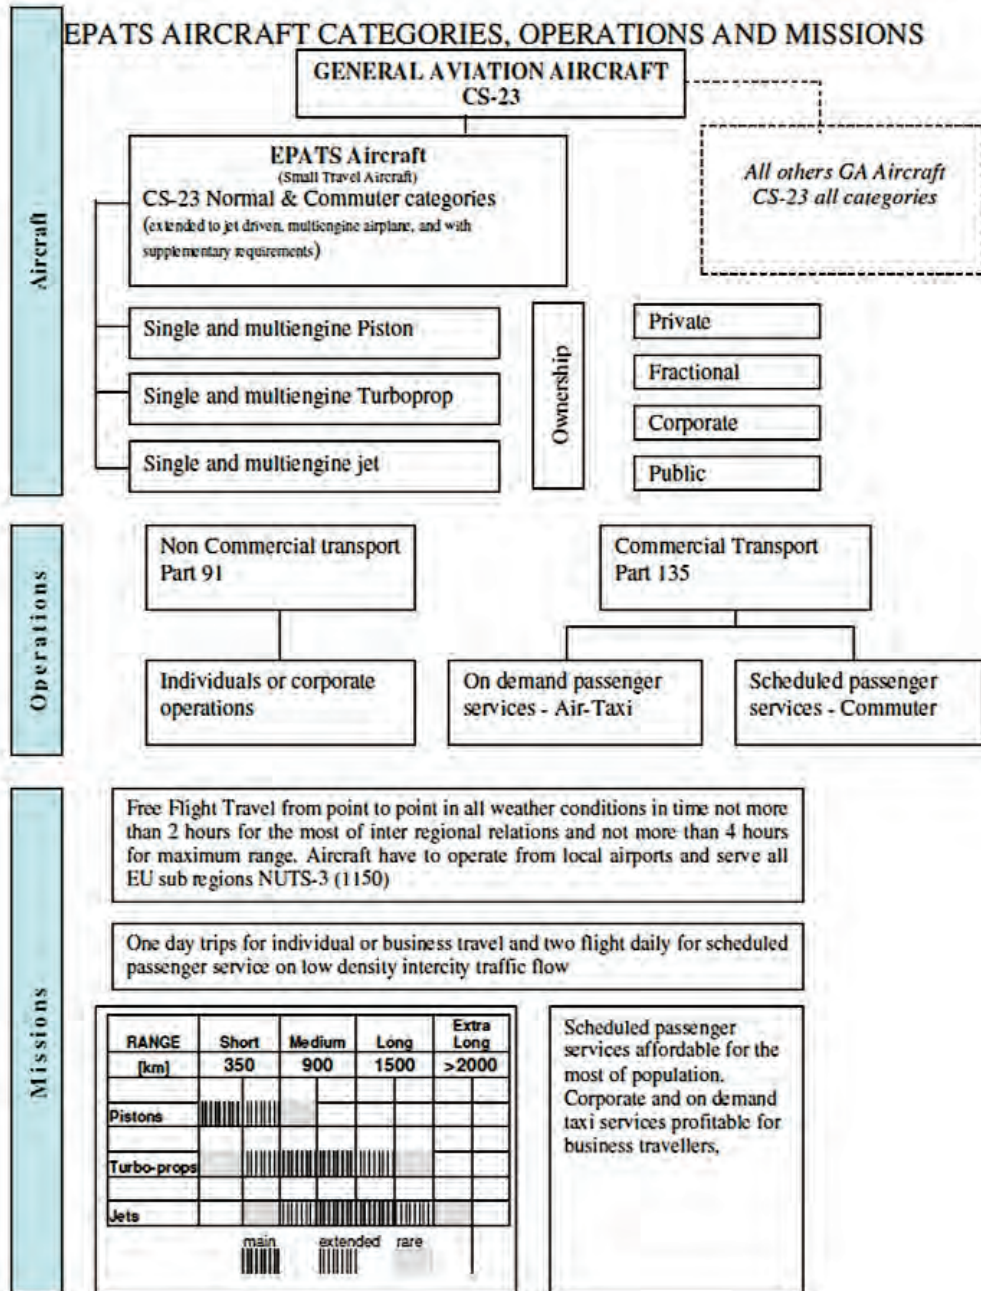 EPATS AIRCRAFT CATEGORIES, OPERATIONS AND MISSIONS
GENERAL AVIATION AIRCRAFT
CS-23
Aircraft
EPATS Aircraft
(Small Travel Aircraft)
CS-23 Normal & Commuter categories
(extended to jet driven, multiengine airplane, and with
supplementary requirements)
All others GA Aircraft
CS-23 all categories
Single and multiengine Piston
Single and multiengine Turboprop
Single and multiengine jet
Ownership
Private
Fractional
Corporate
Public
Operations
Non Commercial transport
Part 91
Commercial Transport
Part 135
Individuals or corporate
operations
On demand passenger
services - Air-Taxi
Scheduled passenger
services - Commuter
Missions
Free Flight Travel from point to point in all weather conditions in time not more
than 2 hours for the most of inter regional relations and not more than 4 hours
for maximum range. Aircraft have to operate from local airports and serve all
EU sub regions NUTS-3 (1150)
One day trips for individual or business travel and two flight daily for scheduled
passenger service on low density intercity traffic flow
RANGE Short Medium Long Extra Long
[km] 350 900 1500 >2000
Pistons
Turbo-props
Jets
main extended rare
Scheduled passenger
services affordable for the
most of population.
Corporate and on demand
taxi services profitable for
business travellers,